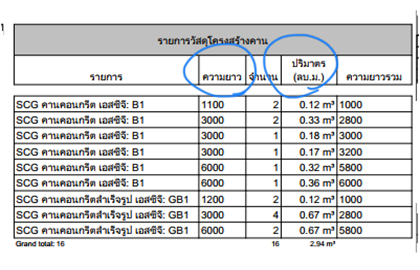 รายการวัสดุโครงสร้างคาน
รายการ ความยาว จำนวน ปริมาตร (ลบ.ม.) ความยาวรวม
SCG คานคอนกรีต เอสซีจี: B1 1100 2 0.12 m³ 1000
SCG คานคอนกรีต เอสซีจี: B1 3000 2 0.33 m³ 2800
SCG คานคอนกรีต เอสซีจี: B1 3000 1 0.18 m³ 3000
SCG คานคอนกรีต เอสซีจี: B1 3000 1 0.17 m³ 3200
SCG คานคอนกรีต เอสซีจี: B1 6000 1 0.32 m³ 5800
SCG คานคอนกรีต เอสซีจี: B1 6000 1 0.36 m³ 6000
SCG คานคอนกรีตสำเร็จรูป เอสซีจี: GB1 1200 2 0.12 m³ 1000
SCG คานคอนกรีตสำเร็จรูป เอสซีจี: GB1 3000 4 0.67 m³ 2800
SCG คานคอนกรีตสำเร็จรูป เอสซีจี: GB1 6000 2 0.67 m³ 5800
Grand total: 16 16 2.94 m³